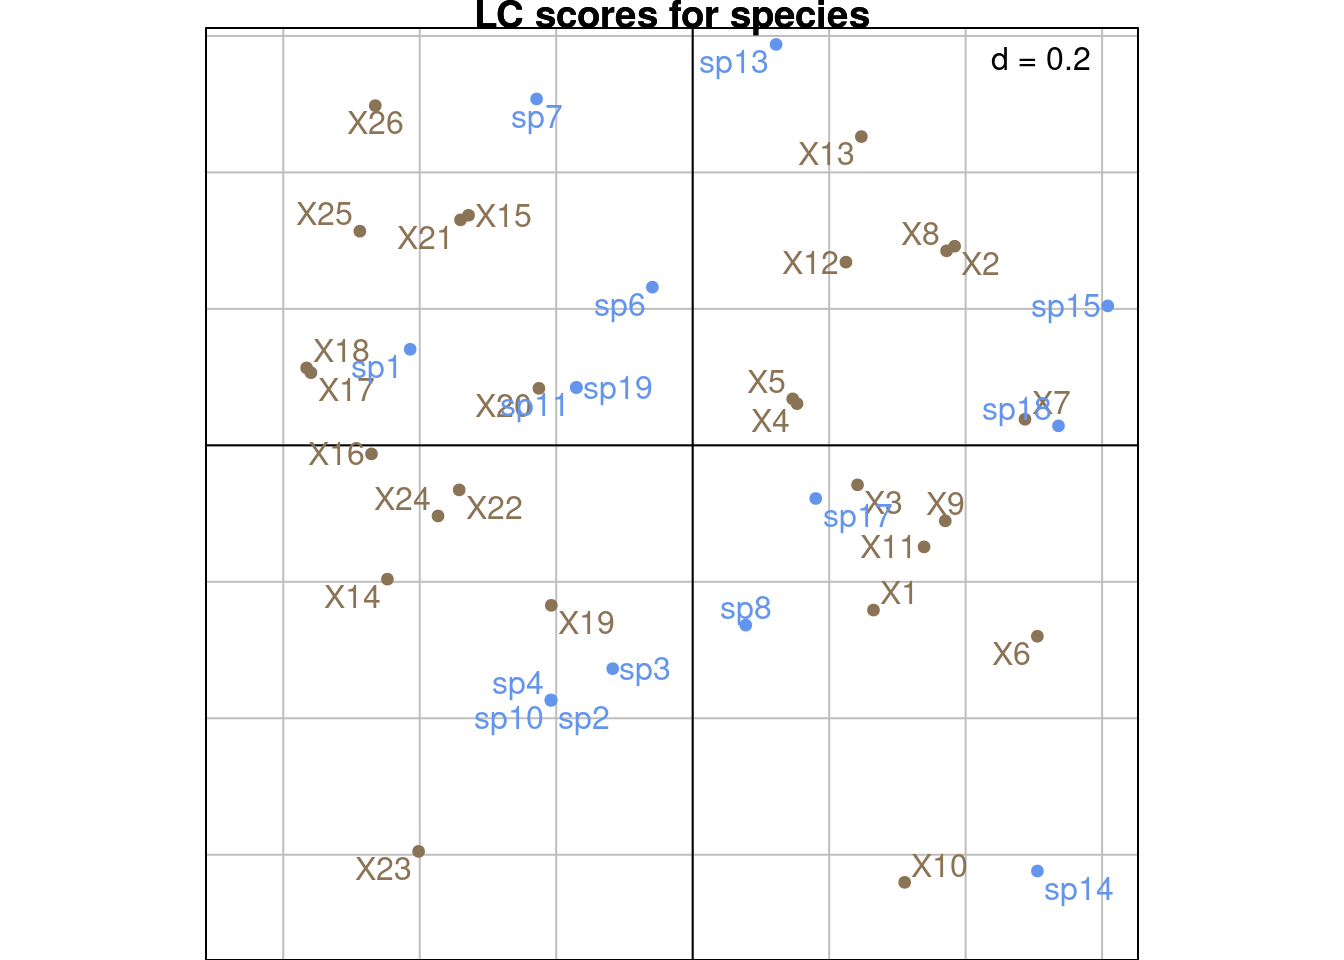 LC scores for species
d = 0.2
sp13
X26
sp7
X13
X25
X15
X21
X8
X2
X12
sp6
sp15
X18
sp1
X17
X5
X4
X20
sp11
sp19
sp18
X7
X16
X24
X22
X3
sp17
X9
X11
X14
X19
X1
sp8
X6
sp3
sp4
sp10
sp2
X23
X10
sp14